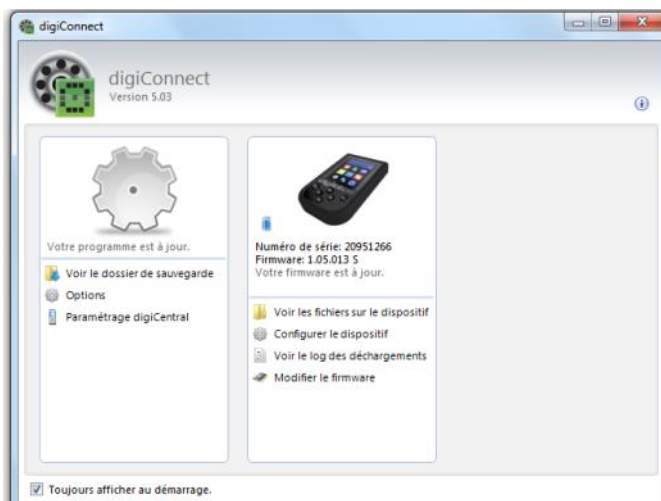 digiConnect
digiConnect
Version 5.03
Votre programme est à jour.
Voir le dossier de sauvegarde
Options
Paramétrage digiCentral
Numéro de série: 20951266
Firmware: 1.05.013 S
Votre firmware est à jour.
Voir les fichiers sur le dispositif
Configurer le dispositif
Voir le log des déchargements
Modifier le firmware
Toujours afficher au démarrage.